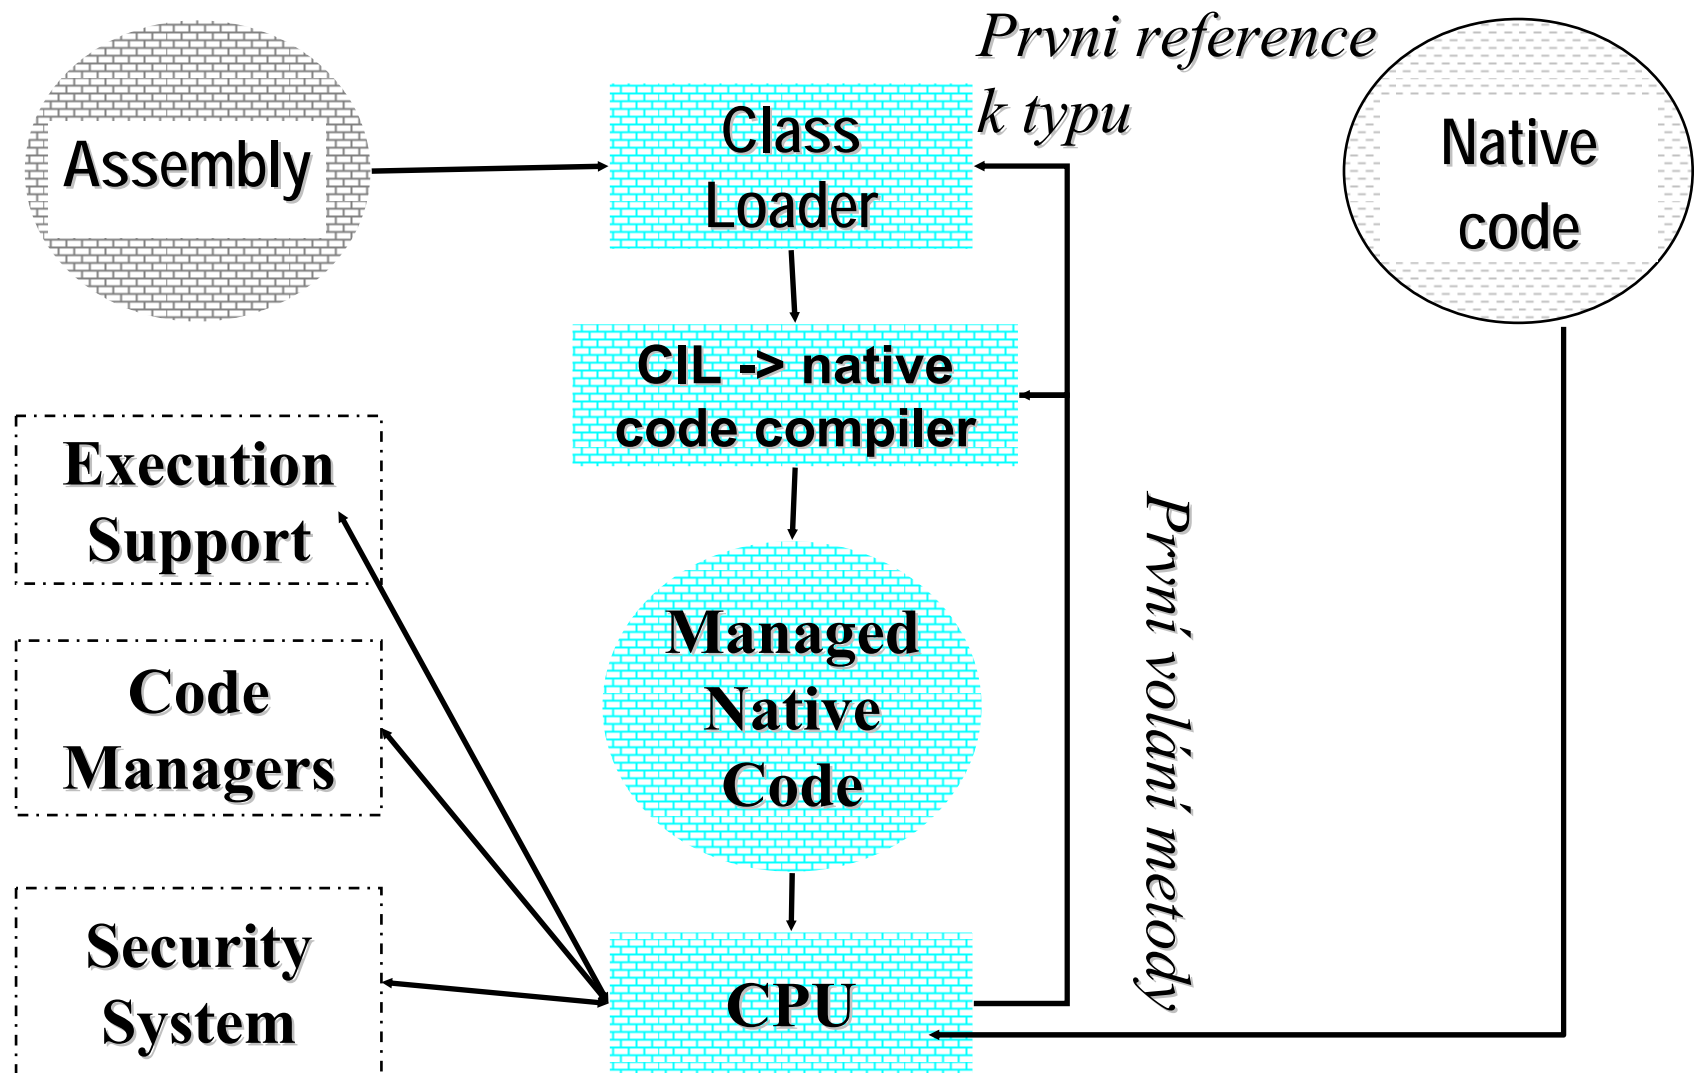 Prvni reference
k typu
Assembly
Class
Loader
Native
code
CIL -> native
code compiler
Execution
Support
Managed
Native
Code
Code
Managers
První volání metody
Security
System
CPU